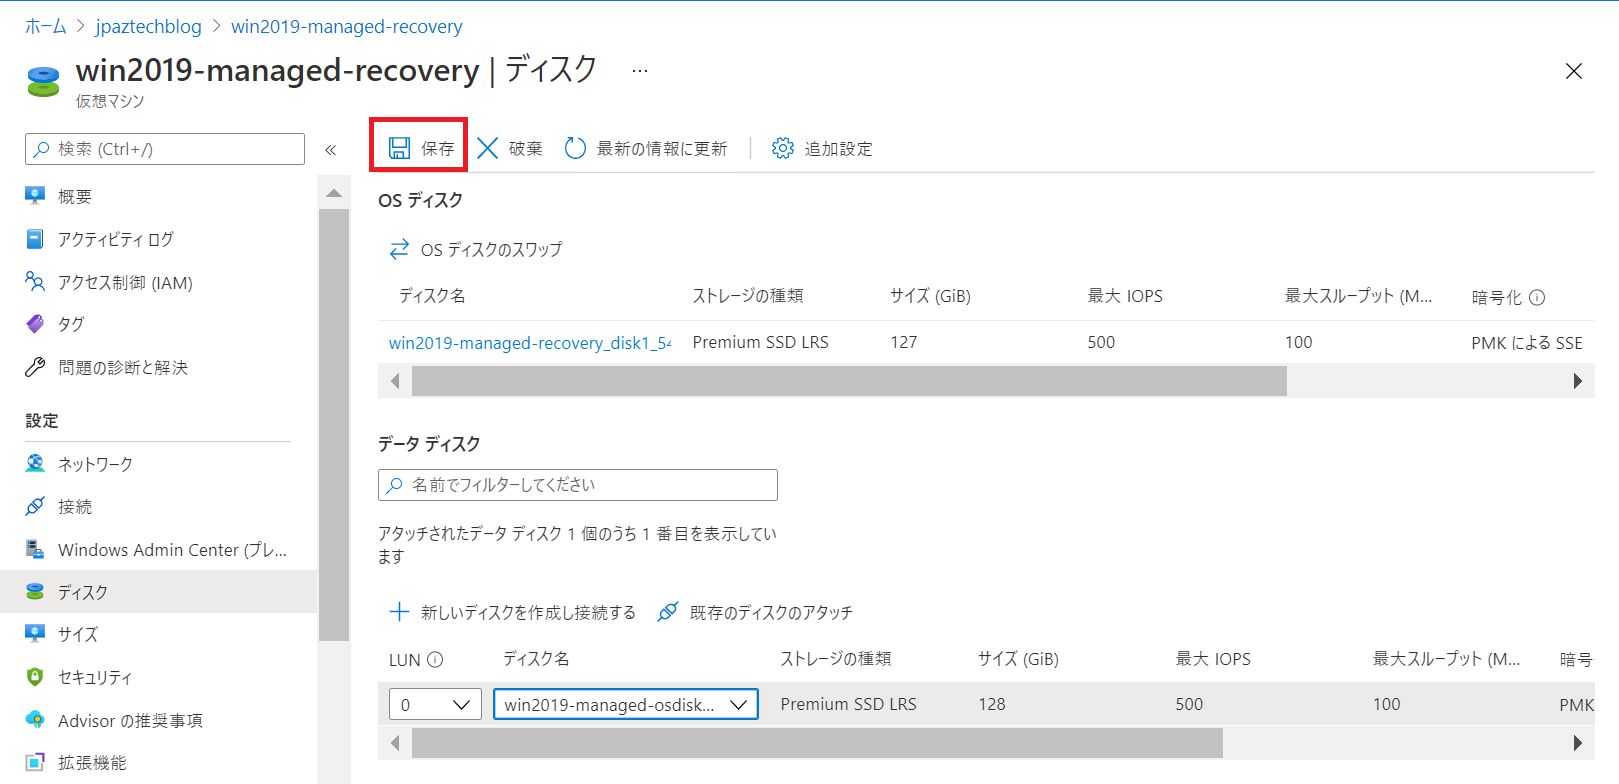 ホーム > jpaztechblog > win2019-managed-recovery
win2019-managed-recovery | ディスク ...
仮想マシン
検索 (Ctrl+/)
«
保存
破棄
最新の情報に更新
追加設定
概要
アクティビティ ログ
アクセス制御 (IAM)
タグ
問題の診断と解決
設定
ネットワーク
接続
Windows Admin Center (プレ...
ディスク
サイズ
セキュリティ
Advisor の推奨事項
拡張機能
OS ディスク
OS ディスクのスワップ
ディスク名 ストレージの種類 サイズ (GiB) 最大 IOPS 最大スループット (M... 暗号化
win2019-managed-recovery_disk1_54 Premium SSD LRS 127 500 100 PMK による SSE
データ ディスク
名前でフィルターしてください
アタッチされたデータ ディスク 1 個のうち 1 番目を表示してい
ます
新しいディスクを作成し接続する 既存のディスクのアタッチ
LUN ディスク名 ストレージの種類 サイズ (GiB) 最大 IOPS 最大スループット (M... 暗号
0 win2019-managed-osdisk... Premium SSD LRS 128 500 100 PMK